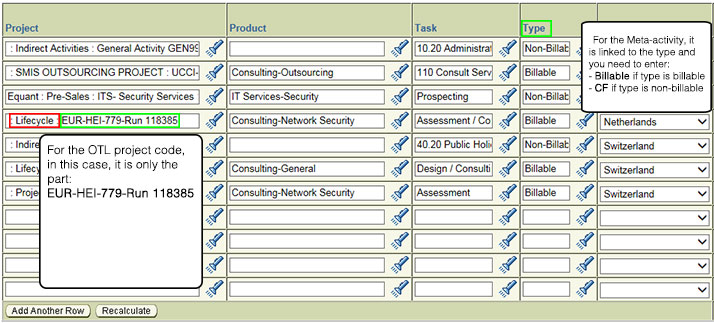 Project Product Task Type
: Indirect Activities : General Activity GEN99 10.20 Administrat Non-Billab
: SMIS OUTSOURCING PROJECT : UCCI- Consulting-Outsourcing 110 Consult Serv Billable
Equant : Pre-Sales : ITS- Security Services IT Services-Security Prospecting Non-Billab
: Lifecycle : EUR-HEI-779-Run 118385 Consulting-Network Security Assessment / Co Billable Netherlands
: Indire 40.20 Public Holi Non-Billab Switzerland
: Lifecy Consulting-General Design / Consulti Billable Switzerland
: Projec Consulting-Network Security Assessment Billable Switzerland
For the Meta-activity, it
is linked to the type and
you need to enter:
- Billable if type is billable
- CF if type is non-billable
For the OTL project code,
in this case, it is only the
part:
EUR-HEI-779-Run 118385
Add Another Row Recalculate